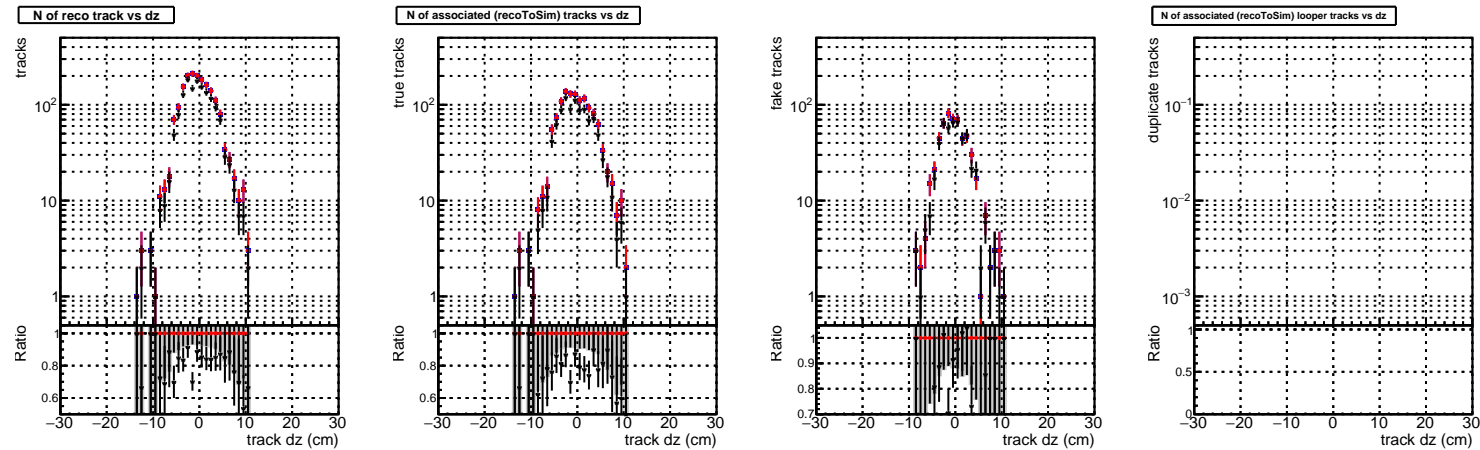 N of reco track vs dz
tracks
10²
10
1
Ratio
1
0.8
0.6
−30 −20 −10 0 10 20 30
track dz (cm)
N of associated (recoToSim) tracks vs dz
true tracks
10²
10
1
Ratio
1
0.8
0.6
−30 −20 −10 0 10 20 30
track dz (cm)
fake tracks
10²
10
1
Ratio
1
0.9
0.8
0.7
−30 −20 −10 0 10 20 30
track dz (cm)
N of associated (recoToSim) looper tracks vs dz
duplicate tracks
10⁻¹
10⁻²
10⁻³
Ratio
1
0.5
0
−30 −20 −10 0 10 20 30
track dz (cm)